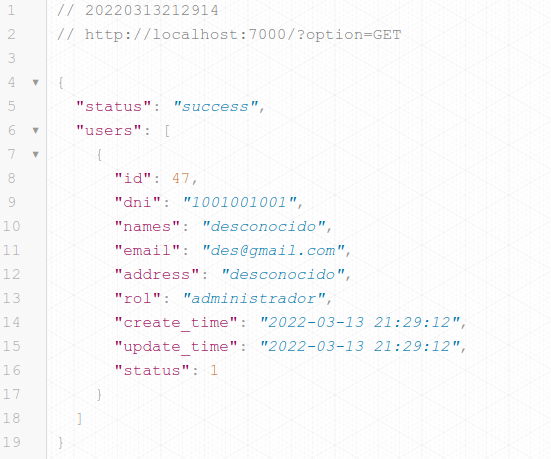 1 // 20220313212914
2 // http://localhost:7000/?option=GET
3
4 ▼ {
5 "status": "success",
6 ▼ "users": [
7 ▼ {
8 "id": 47,
9 "dni": "1001001001",
10 "names": "desconocido",
11 "email": "des@gmail.com",
12 "address": "desconocido",
13 "rol": "administrador",
14 "create_time": "2022-03-13 21:29:12",
15 "update_time": "2022-03-13 21:29:12",
16 "status": 1
17 }
18 ]
19 }